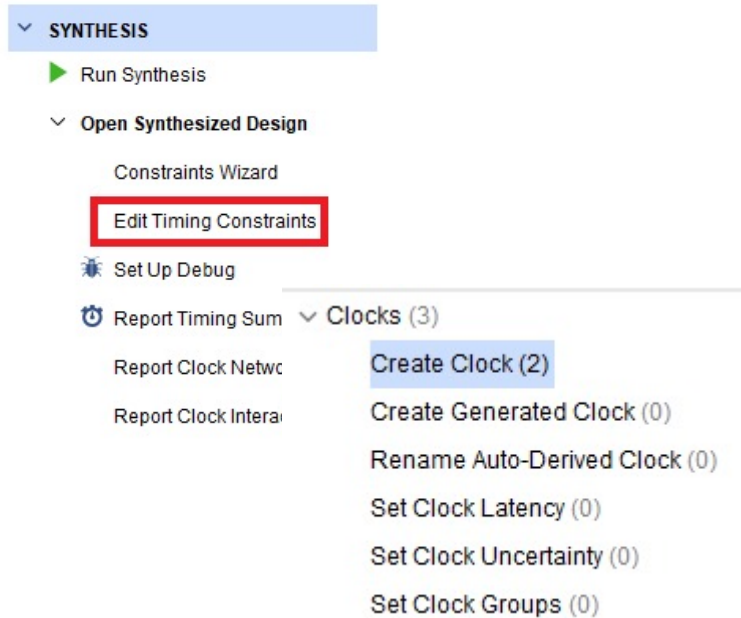 SYNTHESIS
Run Synthesis
Open Synthesized Design
Constraints Wizard
Edit Timing Constraints
Set Up Debug
Report Timing Sum
Report Clock Netwo
Report Clock Intera
Clocks (3)
Create Clock (2)
Create Generated Clock (0)
Rename Auto-Derived Clock (0)
Set Clock Latency (0)
Set Clock Uncertainty (0)
Set Clock Groups (0)